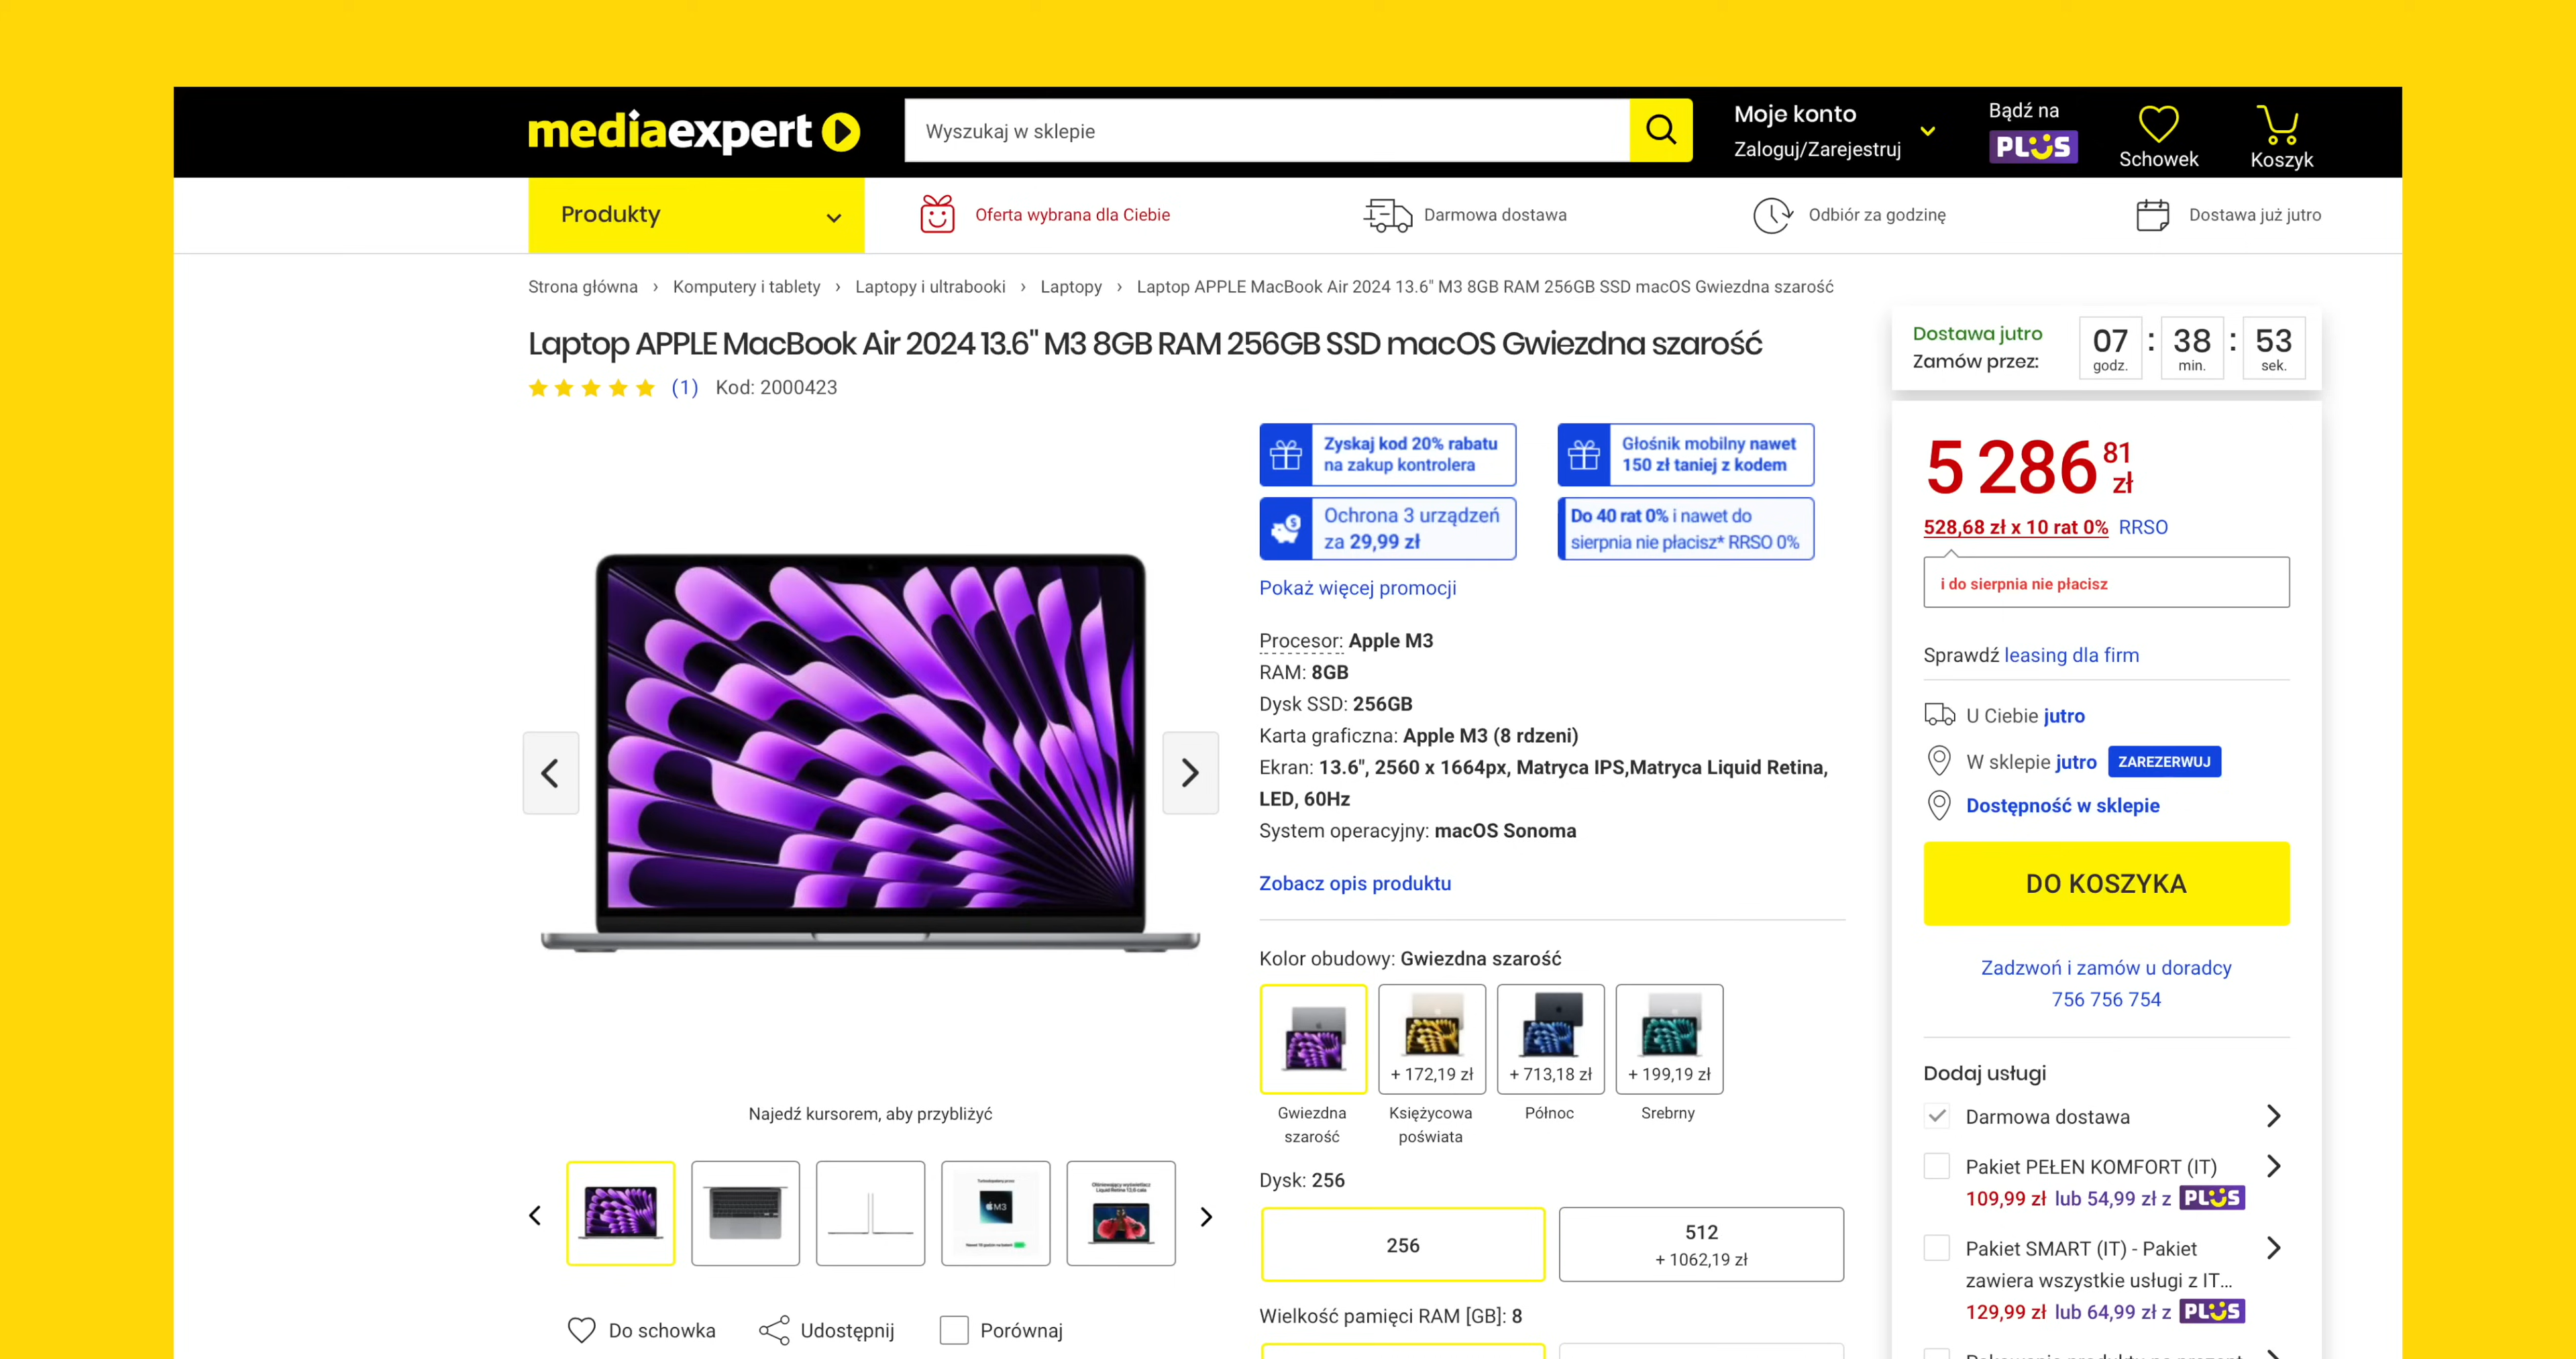 mediaexpert
Wyszukaj w sklepie
Moje konto
Zaloguj/Zarejestruj
Bądź na
PLUS
Schowek
Koszyk
Produkty
Oferta wybrana dla Ciebie
Darmowa dostawa
Odbiór za godzinę
Dostawa już jutro
Strona główna › Komputery i tablety › Laptopy i ultrabooki › Laptopy › Laptop APPLE MacBook Air 2024 13.6" M3 8GB RAM 256GB SSD macOS Gwiezdna szarość
Laptop APPLE MacBook Air 2024 13.6" M3 8GB RAM 256GB SSD macOS Gwiezdna szarość
(1) Kod: 2000423
Najedź kursorem, aby przybliżyć
M3
Do schowka
Udostępnij
Porównaj
Zyskaj kod 20% rabatu
na zakup kontrolera
Głośnik mobilny nawet
150 zł taniej z kodem
Ochrona 3 urządzeń
za 29,99 zł
Do 40 rat 0% i nawet do
sierpnia nie płacisz* RRSO 0%
Pokaż więcej promocji
Procesor: Apple M3
RAM: 8GB
Dysk SSD: 256GB
Karta graficzna: Apple M3 (8 rdzeni)
Ekran: 13.6", 2560 x 1664px, Matryca IPS,Matryca Liquid Retina,
LED, 60Hz
System operacyjny: macOS Sonoma
Zobacz opis produktu
Kolor obudowy: Gwiezdna szarość
+ 172,19 zł
+ 713,18 zł
+ 199,19 zł
Gwiezdna
szarość
Księżycowa
poświata
Północ
Srebrny
Dysk: 256
256
512
+ 1062,19 zł
Wielkość pamięci RAM [GB]: 8
Dostawa jutro
Zamów przez:
07 : 38 : 53
godz. min. sek.
5 286 81 zł
528,68 zł x 10 rat 0% RRSO
i do sierpnia nie płacisz
Sprawdź leasing dla firm
U Ciebie jutro
W sklepie jutro ZAREZERWUJ
Dostępność w sklepie
DO KOSZYKA
Zadzwoń i zamów u doradcy
756 756 754
Dodaj usługi
Darmowa dostawa
Pakiet PEŁEN KOMFORT (IT)
109,99 zł lub 54,99 zł z PLUS
Pakiet SMART (IT) - Pakiet
zawiera wszystkie usługi z IT...
129,99 zł lub 64,99 zł z PLUS